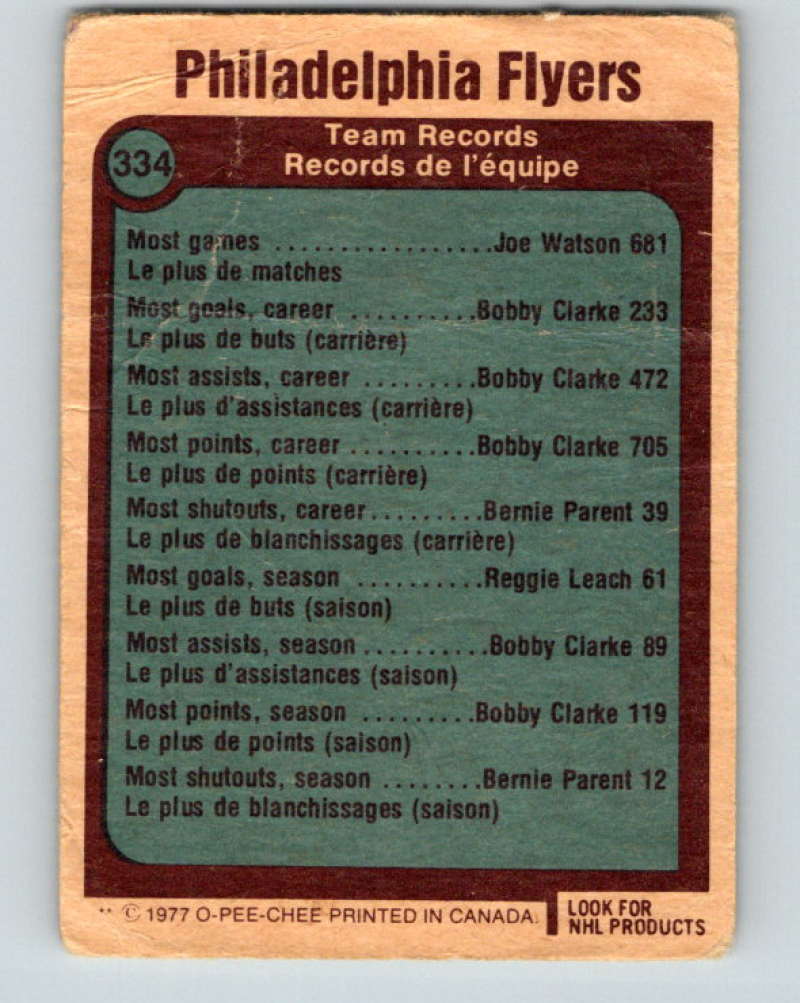 Philadelphia Flyers
334
Team Records
Records de l'équipe
Most games ..................Joe Watson 681
Le plus de matches
Most goals, career ..........Bobby Clarke 233
Le plus de buts (carrière)
Most assists, career .........Bobby Clarke 472
Le plus d'assistances (carrière)
Most points, career ..........Bobby Clarke 705
Le plus de points (carrière)
Most shutouts, career.........Bernie Parent 39
Le plus de blanchissages (carrière)
Most goals, season ..........Reggie Leach 61
Le plus de buts (saison)
Most assists, season..........Bobby Clarke 89
Le plus d'assistances (saison)
Most points, season .........Bobby Clarke 119
Le plus de points (saison)
Most shutouts, season ........Bernie Parent 12
Le plus de blanchissages (saison)
** © 1977 O-PEE-CHEE PRINTED IN CANADA.
LOOK FOR
NHL PRODUCTS